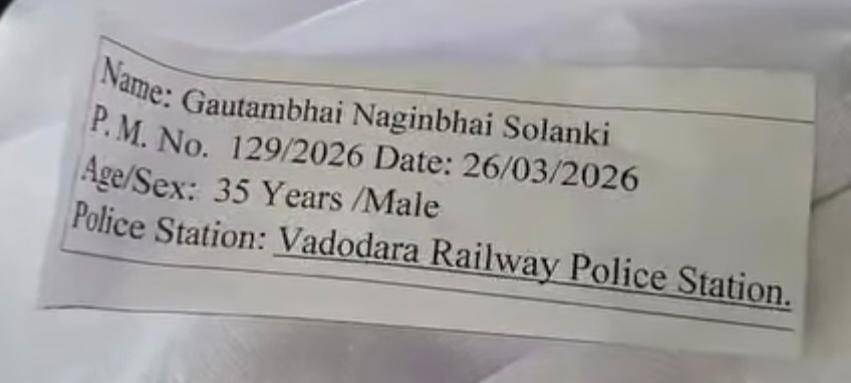 Name: Gautambhai Naginbhai Solanki
P. M. No. 129/2026 Date: 26/03/2026
Age/Sex: 35 Years /Male
Police Station: Vadodara Railway Police Station.